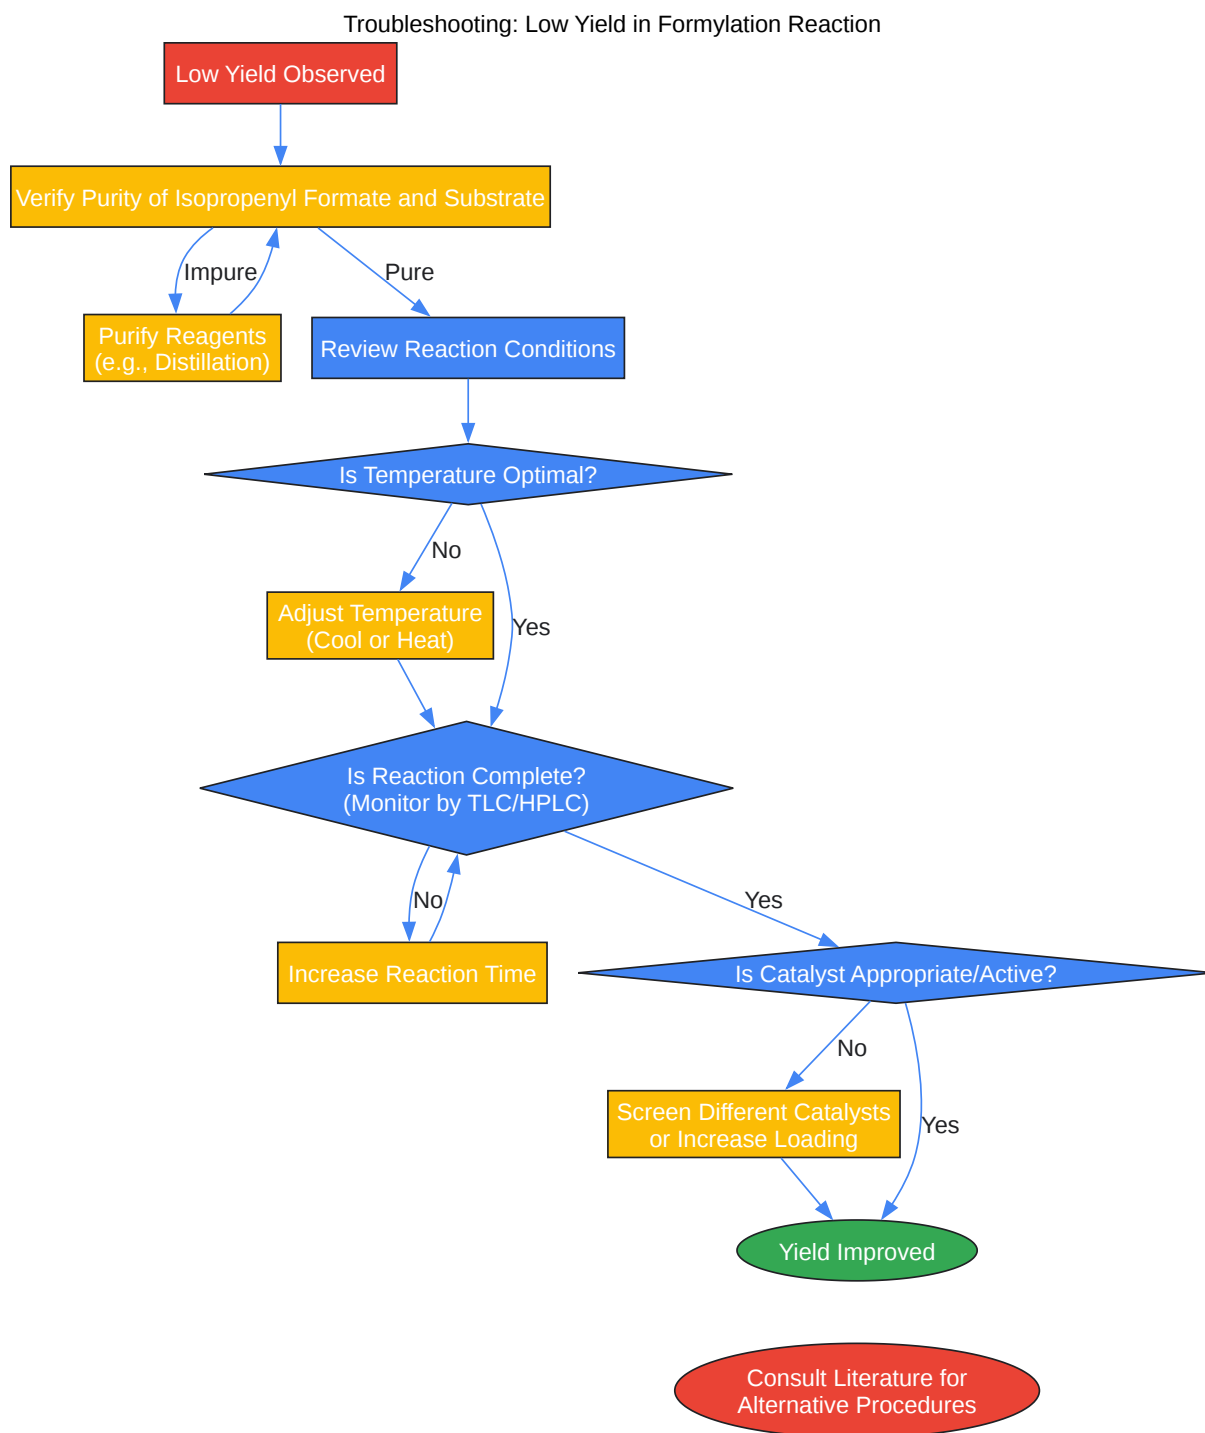 Troubleshooting: Low Yield in Formylation Reaction
Low Yield Observed
Verify Purity of Isopropenyl Formate and Substrate
Impure
Pure
Purify Reagents
(e.g., Distillation)
Review Reaction Conditions
Is Temperature Optimal?
No
Adjust Temperature
(Cool or Heat)
Yes
Is Reaction Complete?
(Monitor by TLC/HPLC)
No
Yes
Increase Reaction Time
Is Catalyst Appropriate/Active?
No
Screen Different Catalysts
or Increase Loading
Yes
Yield Improved
Consult Literature for
Alternative Procedures